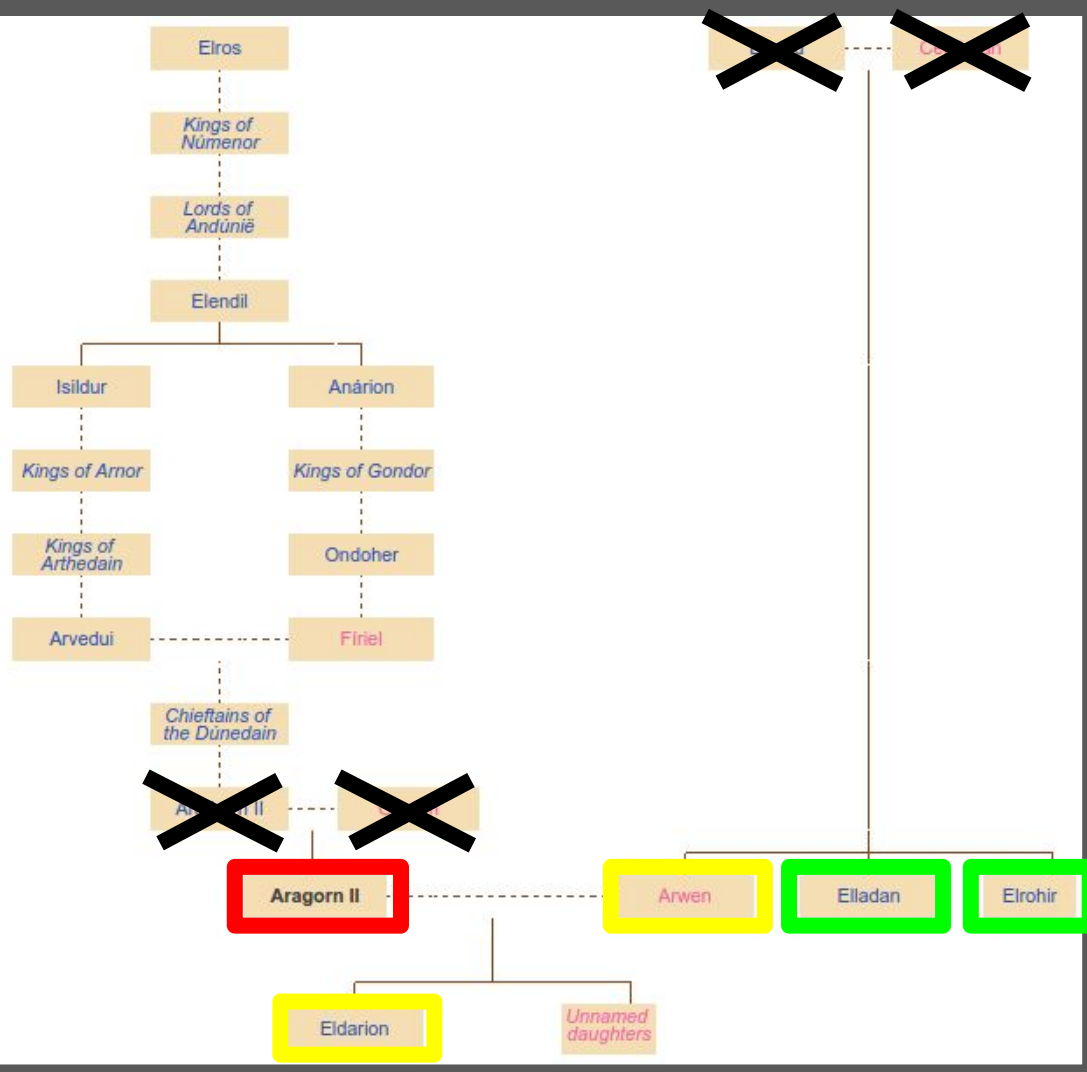 Elros
Kings of
Númenor
Lords of
Andúnië
Elendil
Isildur
Anárion
Kings of Arnor
Kings of Gondor
Kings of
Arthedain
Ondoher
Arvedui
Fíriel
Chieftains of
the Dúnedain
II
Aragorn II
Arwen
Elladan
Elrohir
Eldarion
Unnamed
daughters